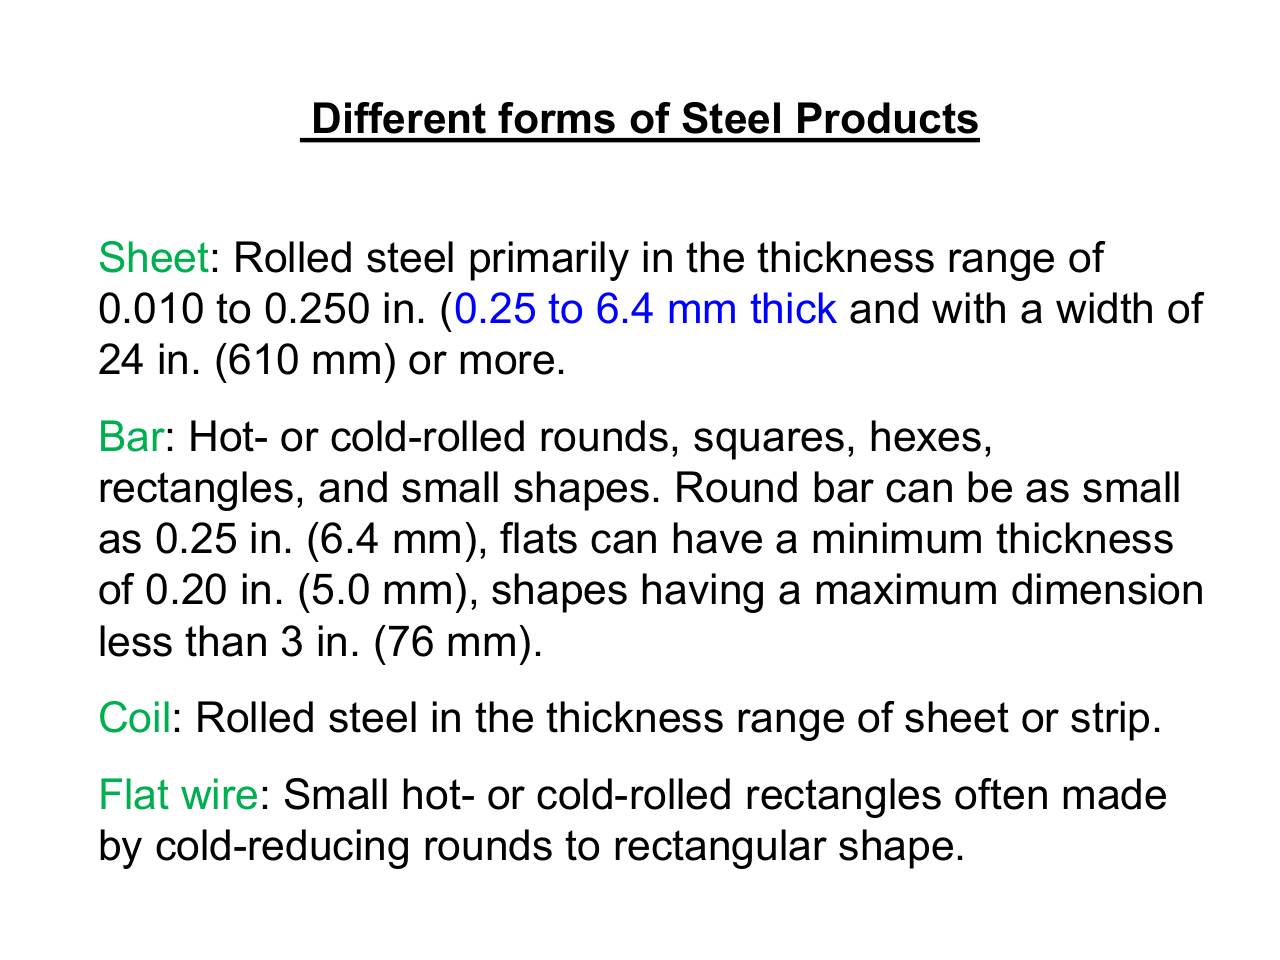 Different forms of Steel Products
Sheet: Rolled steel primarily in the thickness range of
0.010 to 0.250 in. (0.25 to 6.4 mm thick and with a width of
24 in. (610 mm) or more.
Bar: Hot- or cold-rolled rounds, squares, hexes,
rectangles, and small shapes. Round bar can be as small
as 0.25 in. (6.4 mm), flats can have a minimum thickness
of 0.20 in. (5.0 mm), shapes having a maximum dimension
less than 3 in. (76 mm).
Coil: Rolled steel in the thickness range of sheet or strip.
Flat wire: Small hot- or cold-rolled rectangles often made
by cold-reducing rounds to rectangular shape.